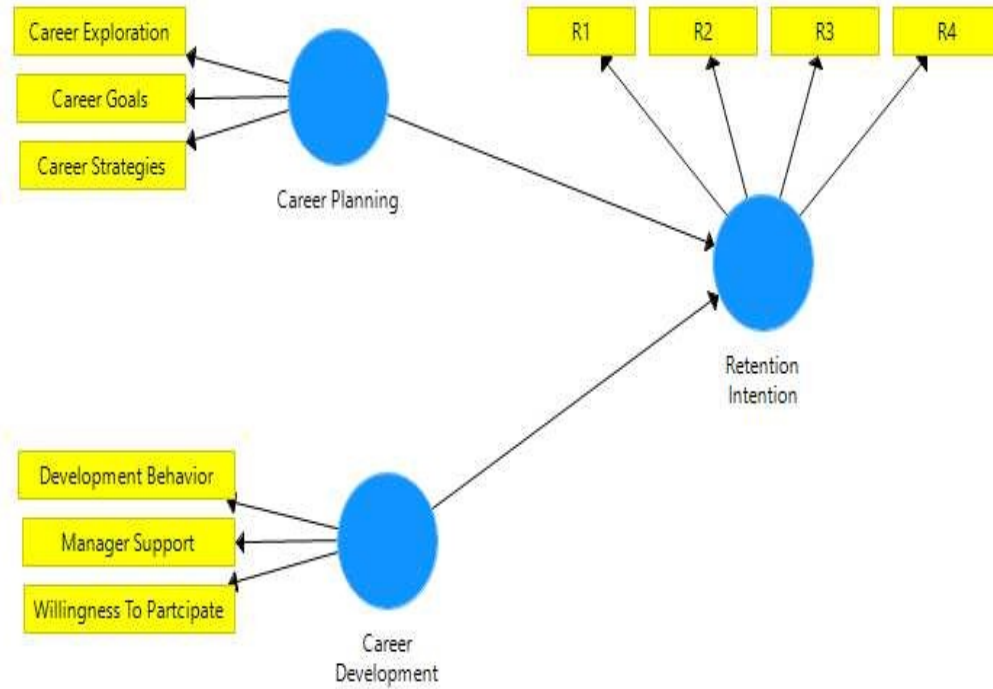 Career Exploration
Career Goals
Career Strategies
Career Planning
R1
R2
R3
R4
Retention
Intention
Development Behavior
Manager Support
Willingness To Partcipate
Career
Development